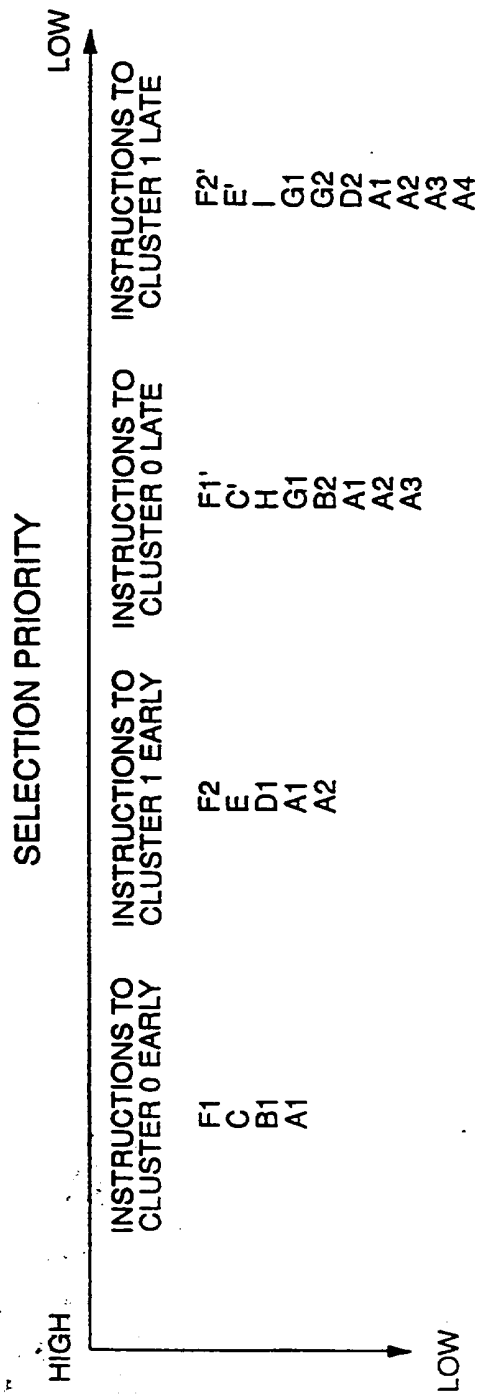 SELECTION PRIORITY
HIGH
LOW
INSTRUCTIONS TO
CLUSTER 0 EARLY
F1
C
B1
A1
INSTRUCTIONS TO
CLUSTER 1 EARLY
F2
E
D1
A1
A2
INSTRUCTIONS TO
CLUSTER 0 LATE
F1'
C'
H
G1
B2
A1
A2
A3
INSTRUCTIONS TO
CLUSTER 1 LATE
F2'
E'
I
G1
G2
D2
A1
A2
A3
A4
LOW